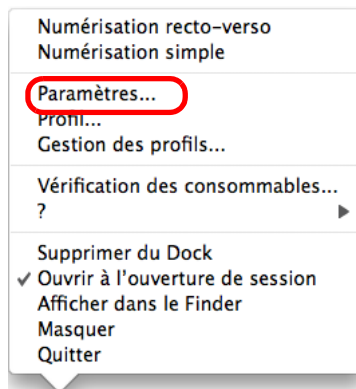 Numérisation recto-verso
Numérisation simple
Paramètres...
Profil...
Gestion des profils...
Vérification des consommables...
?
Supprimer du Dock
✓ Ouvrir à l'ouverture de session
Afficher dans le Finder
Masquer
Quitter